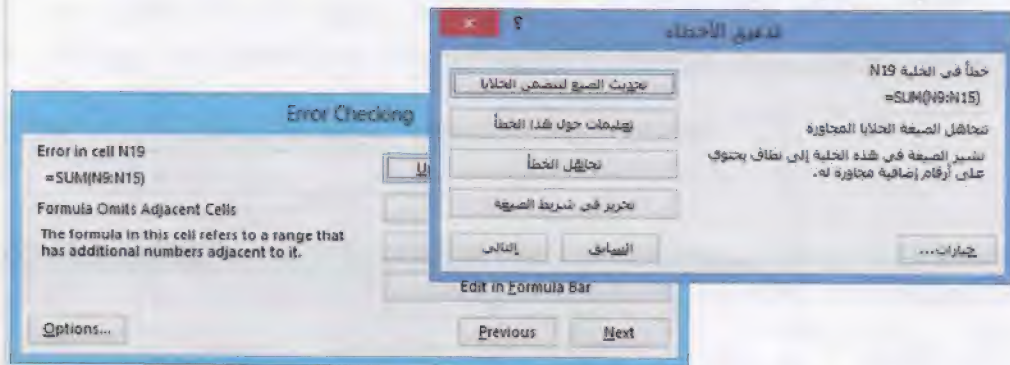 Error Checking
Error in cell N19
=SUM(N9:N15)
Formula Omits Adjacent Cells
The formula in this cell refers to a range that
has additional numbers adjacent to it.
Edit in Formula Bar
Options...
Previous
Next
تدقيق الأخطاء
خطأ في الخلية N19
=SUM(N9:N15)
تتجاهل الصيغة الخلايا المجاورة
تشير الصيغة في هذه الخلية إلى نطاق يحتوي
على أرقام إضافية مجاورة له.
تحديث الصيغ لتتضمن الخلايا
تعليمات حول هذا الخطأ
تجاهل الخطأ
تحرير في شريط الصيغة
السابق
التالي
خيارات...